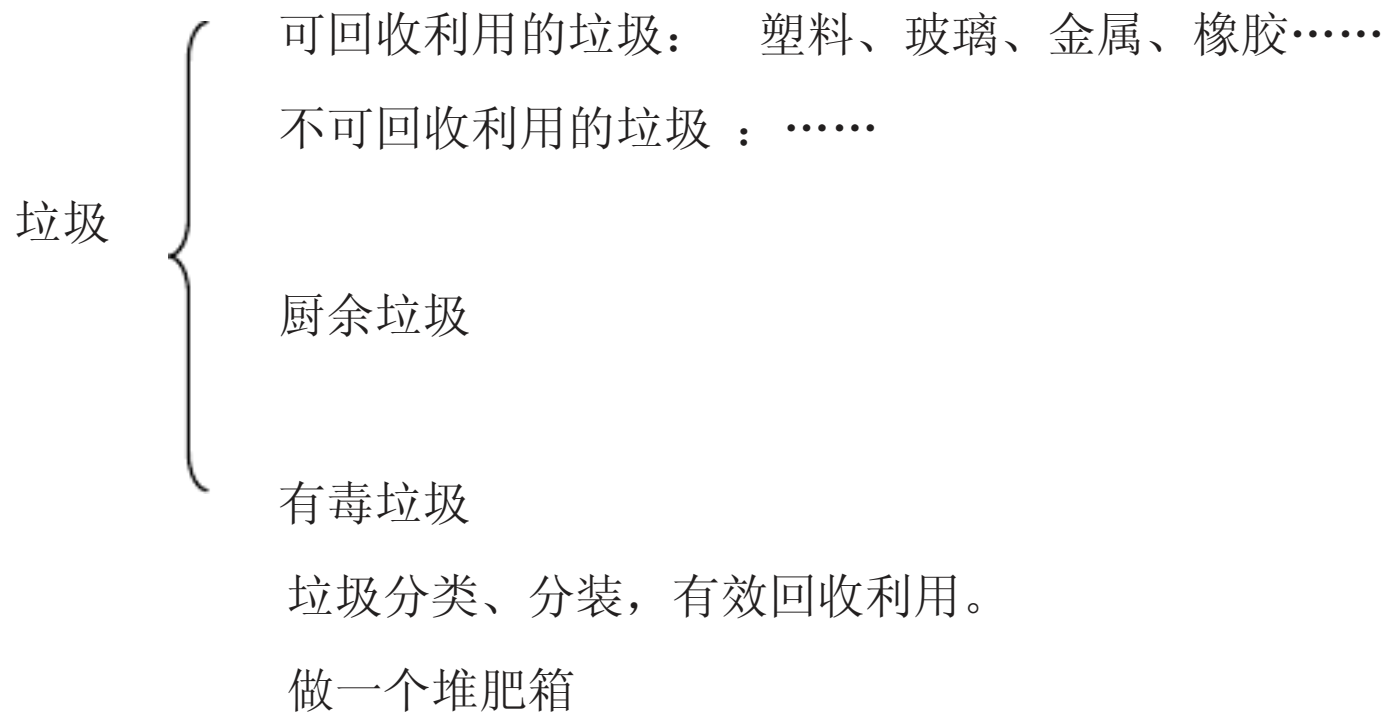 可回收利用的垃圾： 塑料、玻璃、金属、橡胶……
不可回收利用的垃圾 ：……
垃圾
厨余垃圾
有毒垃圾
垃圾分类、分装，有效回收利用。
做一个堆肥箱